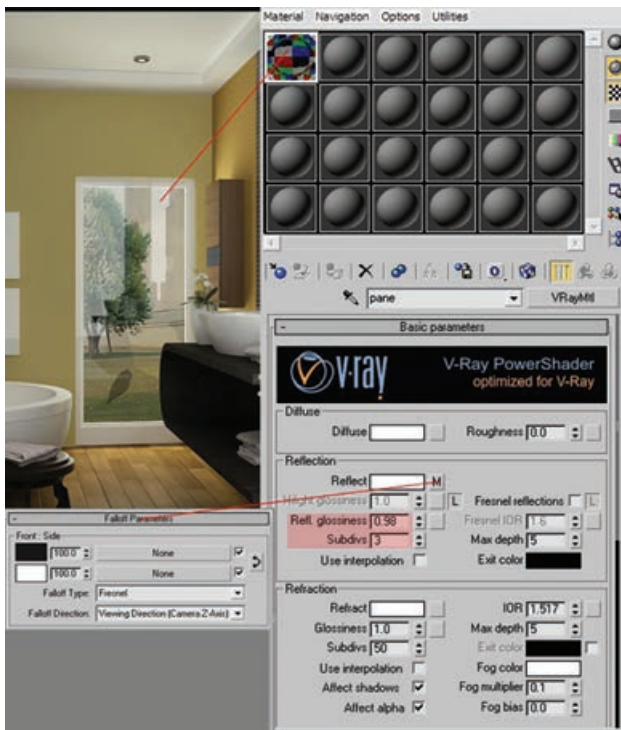 Material Navigation Options Utilities
pane VRayMtl
- Basic parameters
v·ray V-Ray PowerShader
optimized for V-Ray
Diffuse
Diffuse Roughness 0.0
Reflection
Reflect M
Hilight glossiness 1.0 L Fresnel reflections L
Refl. glossiness 0.98 Fresnel IOR 1.6
Subdivs 3 Max depth 5
Use interpolation Exit color
- Falloff Parameters
Front : Side
100.0 None
100.0 None
Falloff Type: Fresnel
Falloff Direction: Viewing Direction (Camera Z-Axis)
Refraction
Refract IOR 1.517
Glossiness 1.0 Max depth 5
Subdivs 50 Exit color
Use interpolation Fog color
Affect shadows Fog multiplier 0.1
Affect alpha Fog bias 0.0